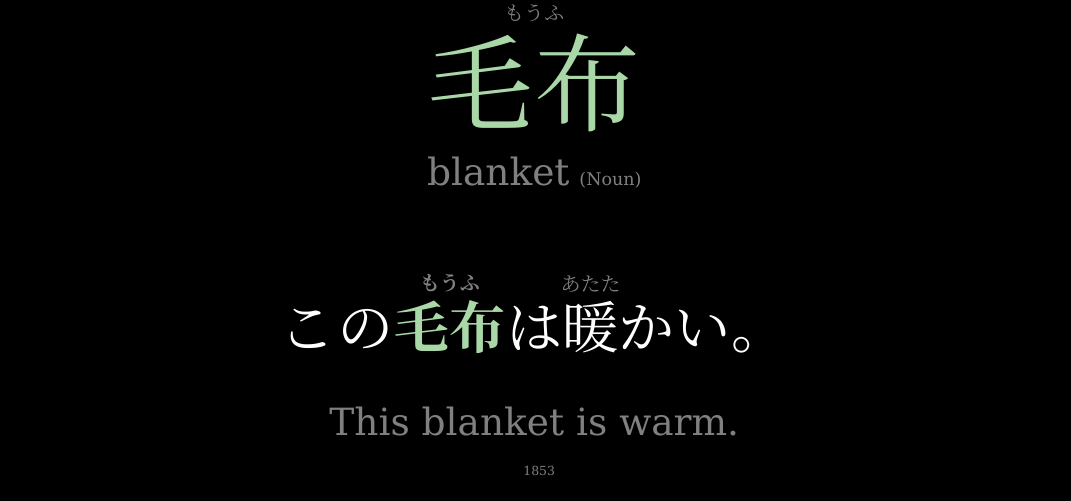 もうふ
毛布
blanket (Noun)
もうふ あたた
この毛布は暖かい。
This blanket is warm.
1853